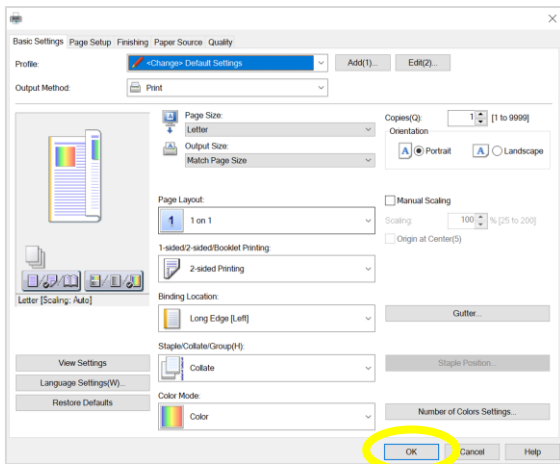 Basic Settings Page Setup Finishing Paper Source Quality
Profile: <Change> Default Settings Add(1)... Edit(2)...
Output Method: Print
Page Size:
Letter
Output Size:
Match Page Size
Copies(Q): 1 [1 to 9999]
Orientation
A Portrait A Landscape
Page Layout:
1 1 on 1
Manual Scaling
Scaling: 100 % [25 to 200]
Origin at Center(5)
1-sided/2-sided/Booklet Printing:
2-sided Printing
Letter [Scaling: Auto]
Binding Location:
Long Edge [Left]
Gutter...
Staple/Collate/Group(H):
Collate
Staple Position...
View Settings
Language Settings(W)...
Restore Defaults
Color Mode:
Color
Number of Colors Settings...
OK Cancel Help